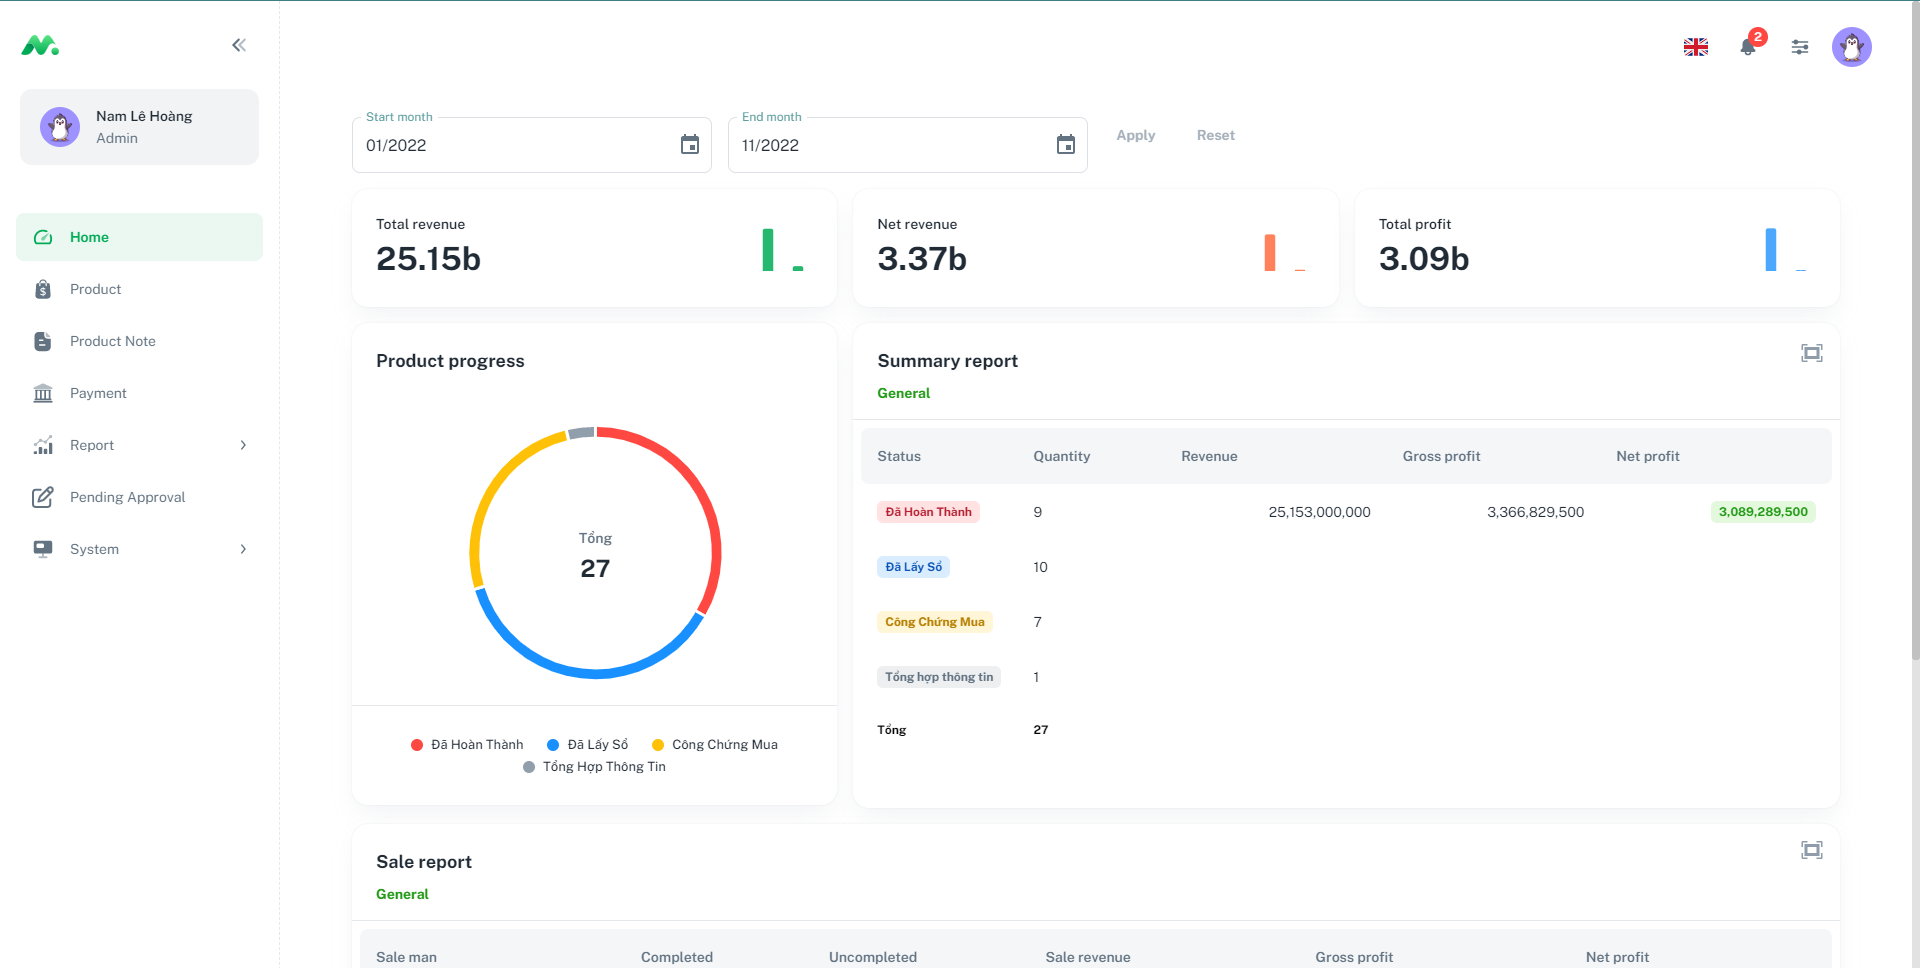 2
Nam Lê Hoàng
Admin
Home
Product
Product Note
Payment
Report
Pending Approval
System
Start month
01/2022
End month
11/2022
Apply
Reset
Total revenue
25.15b
Net revenue
3.37b
Total profit
3.09b
Product progress
Tổng
27
Đã Hoàn Thành
Đã Lấy Sổ
Công Chứng Mua
Tổng Hợp Thông Tin
Summary report
General
Status Quantity Revenue Gross profit Net profit
Đã Hoàn Thành 9 25,153,000,000 3,366,829,500 3,089,289,500
Đã Lấy Sổ 10
Công Chứng Mua 7
Tổng hợp thông tin 1
Tổng 27
Sale report
General
Sale man Completed Uncompleted Sale revenue Gross profit Net profit